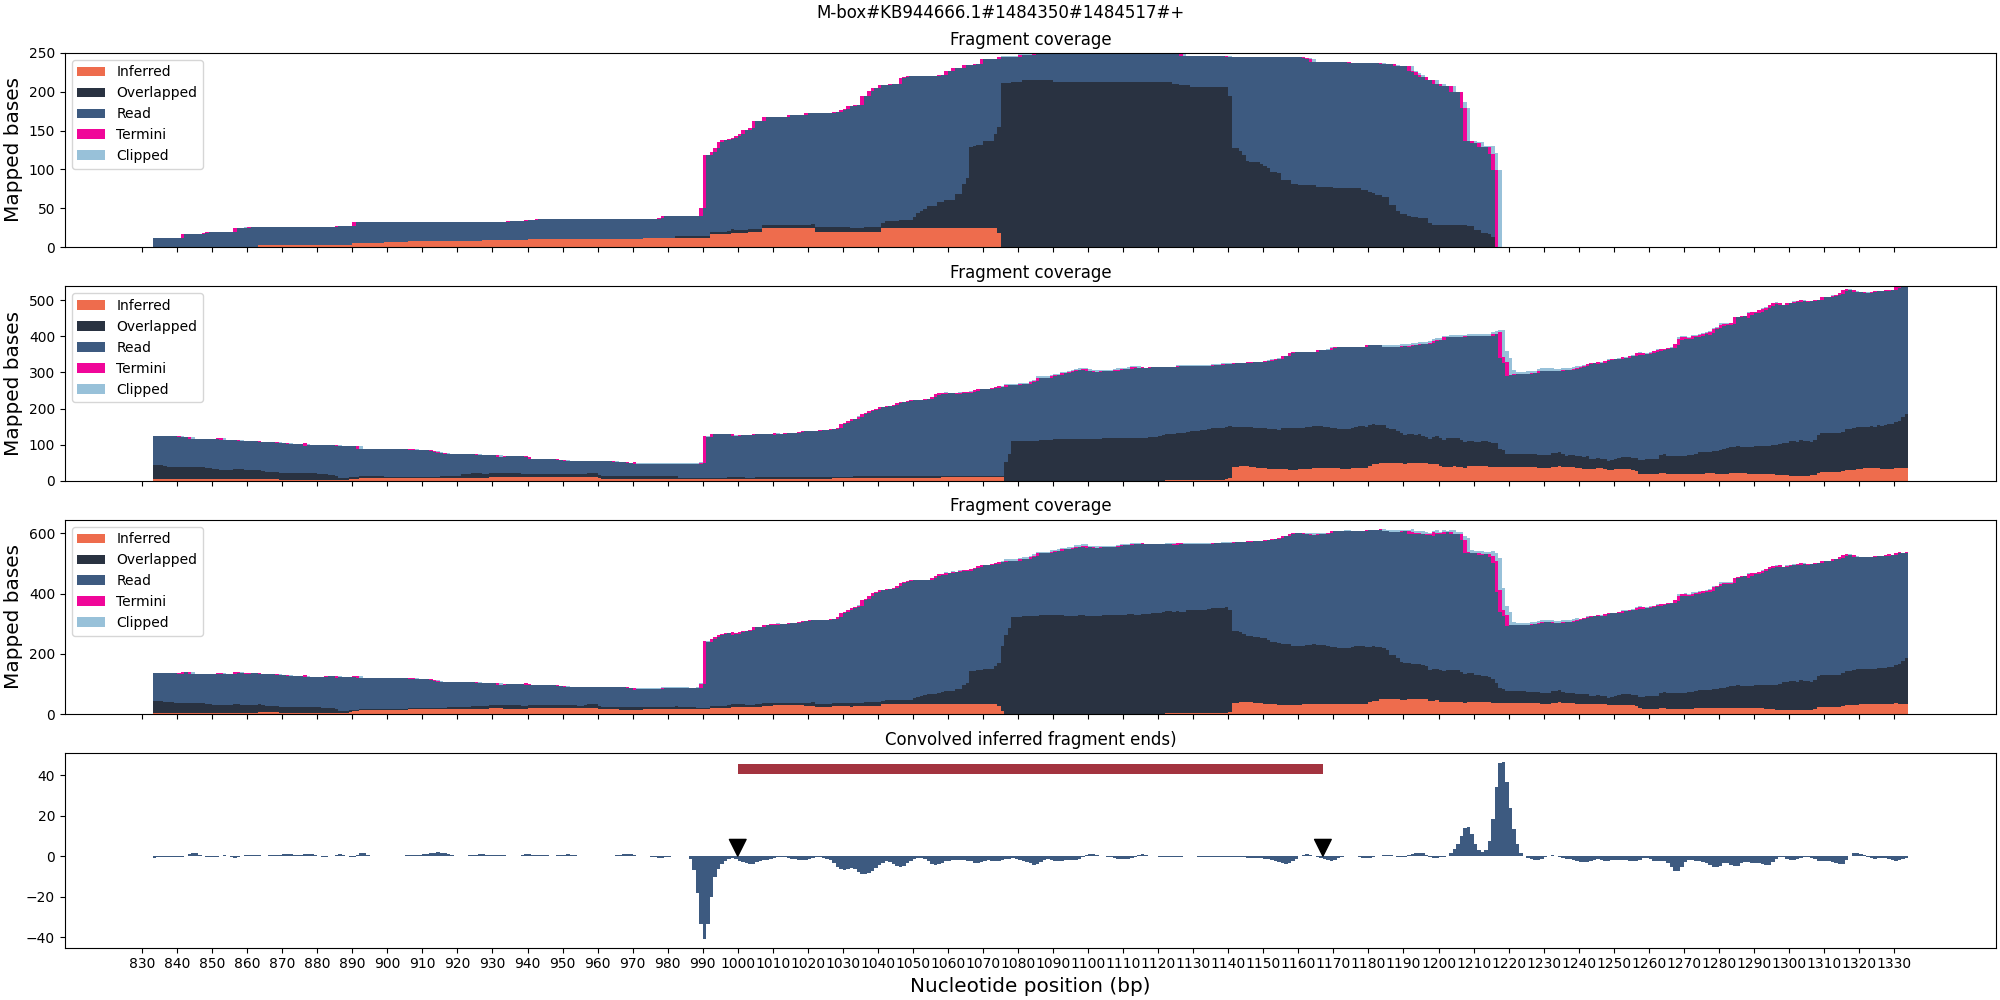 M-box#KB944666.1#1484350#1484517#+
Fragment coverage
250
200
150
100
50
0
Mapped bases
Inferred
Overlapped
Read
Termini
Clipped
Fragment coverage
500
400
300
200
100
0
Mapped bases
Inferred
Overlapped
Read
Termini
Clipped
Fragment coverage
600
400
200
0
Mapped bases
Inferred
Overlapped
Read
Termini
Clipped
Convolved inferred fragment ends)
40
20
0
−20
−40
830 840 850 860 870 880 890 900 910 920 930 940 950 960 970 980 990 1000 1010 1020 1030 1040 1050 1060 1070 1080 1090 1100 1110 1120 1130 1140 1150 1160 1170 1180 1190 1200 1210 1220 1230 1240 1250 1260 1270 1280 1290 1300 1310 1320 1330
Nucleotide position (bp)